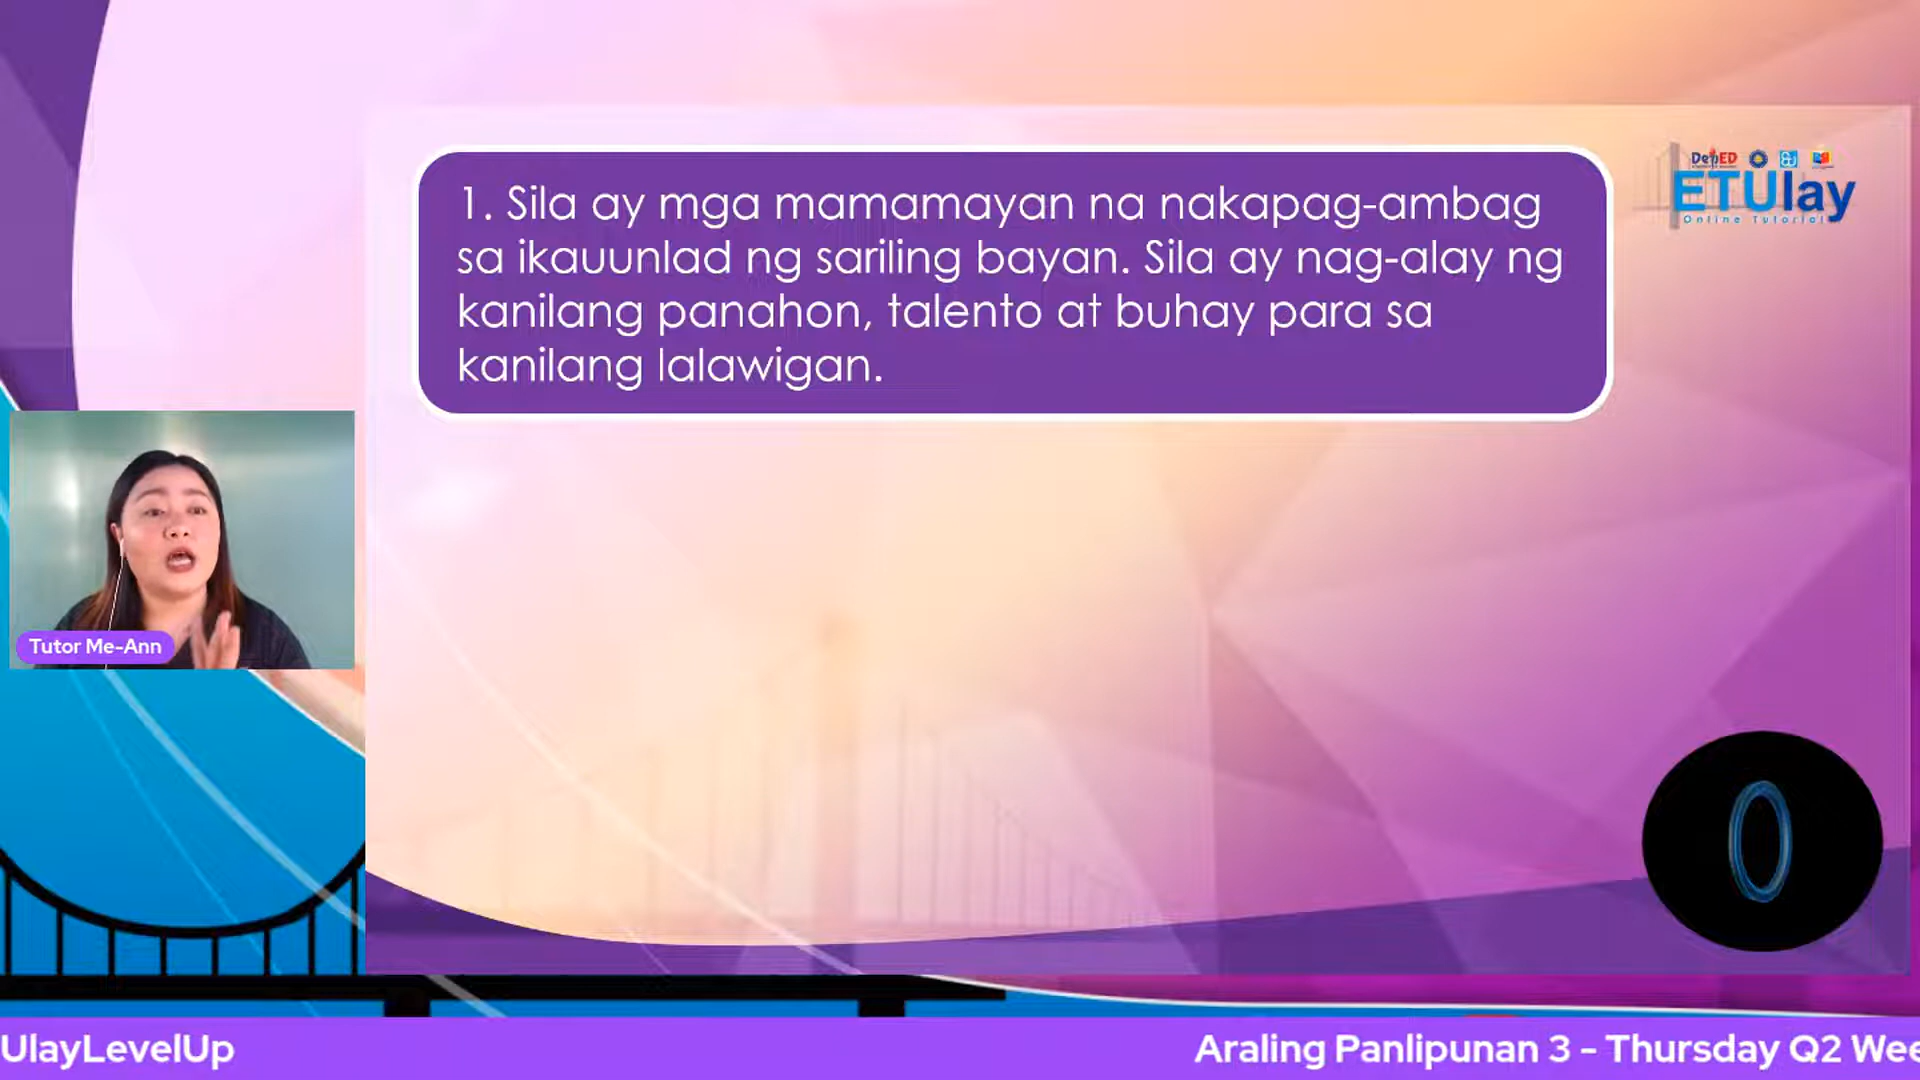 1. Sila ay mga mamamayan na nakapag-ambag
sa ikauunlad ng sariling bayan. Sila ay nag-alay ng
kanilang panahon, talento at buhay para sa
kanilang lalawigan.
DepED
ETUlay
Online Tutorial
Tutor Me-Ann
0
UlayLevelUp
Araling Panlipunan 3 - Thursday Q2 Wee